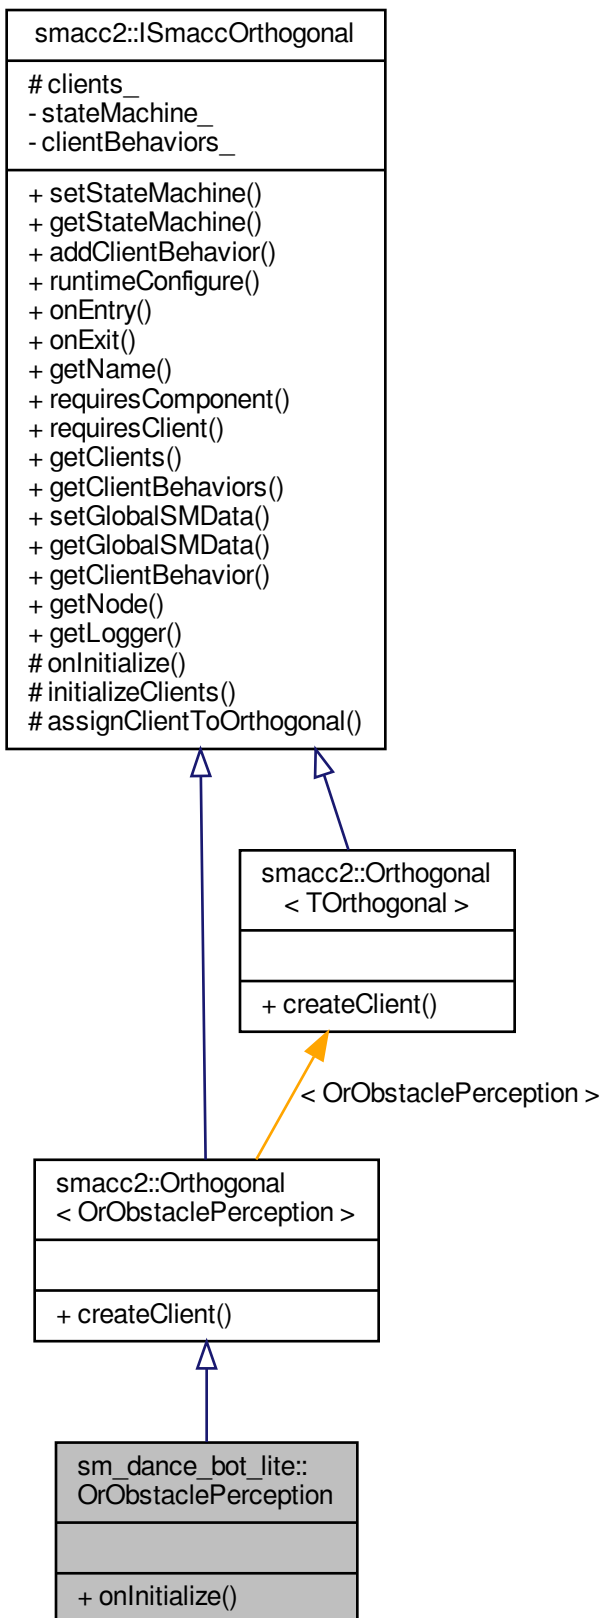 smacc2::ISmaccOrthogonal
# clients_
- stateMachine_
- clientBehaviors_
+ setStateMachine()
+ getStateMachine()
+ addClientBehavior()
+ runtimeConfigure()
+ onEntry()
+ onExit()
+ getName()
+ requiresComponent()
+ requiresClient()
+ getClients()
+ getClientBehaviors()
+ setGlobalSMData()
+ getGlobalSMData()
+ getClientBehavior()
+ getNode()
+ getLogger()
# onInitialize()
# initializeClients()
# assignClientToOrthogonal()
smacc2::Orthogonal
< TOrthogonal >
+ createClient()
< OrObstaclePerception >
smacc2::Orthogonal
< OrObstaclePerception >
+ createClient()
sm_dance_bot_lite::
OrObstaclePerception
+ onInitialize()